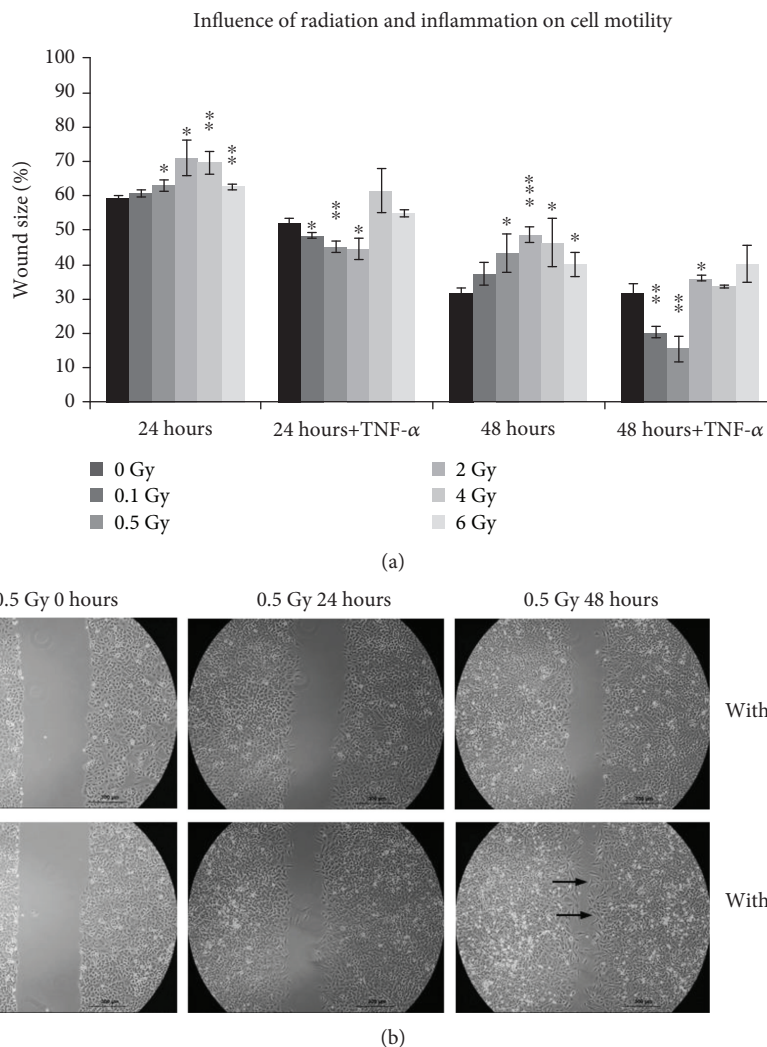 Influence of radiation and inflammation on cell motility
Wound size (%)
100
90
80
70
60
50
40
30
20
10
0
*
*
**
**
*
**
*
*
***
*
*
**
**
*
24 hours
24 hours+TNF-α
48 hours
48 hours+TNF-α
0 Gy
0.1 Gy
0.5 Gy
2 Gy
4 Gy
6 Gy
(a)
0.5 Gy 0 hours
0.5 Gy 24 hours
0.5 Gy 48 hours
With
With
(b)